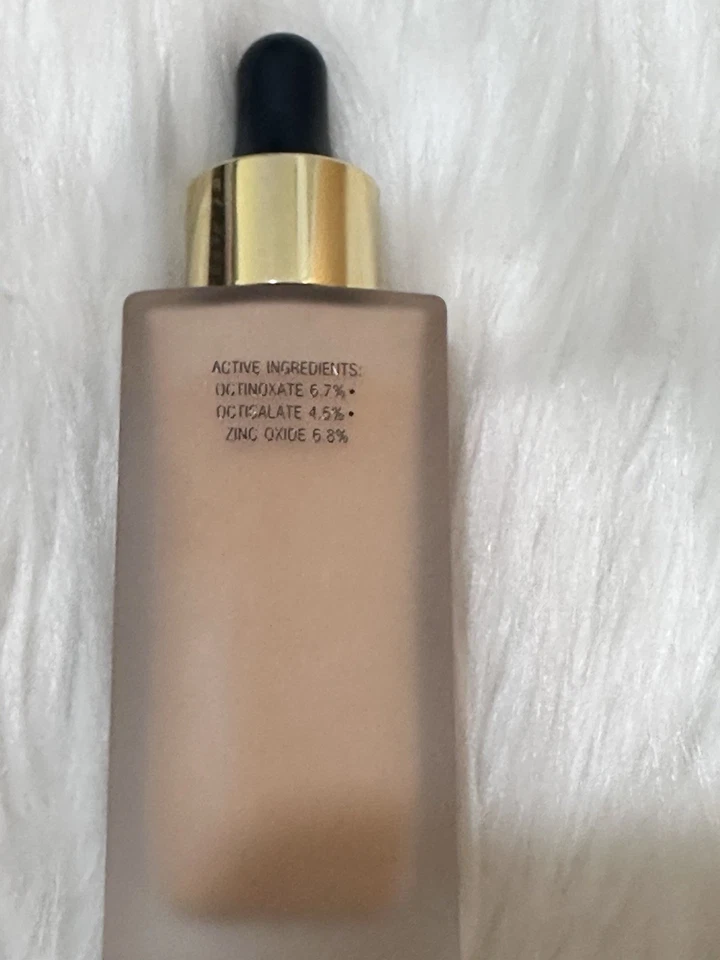 ACTIVE INGREDIENTS:
OCTINOXATE 6.7% •
OCTISALATE 4.5% •
ZINC OXIDE 6.8%